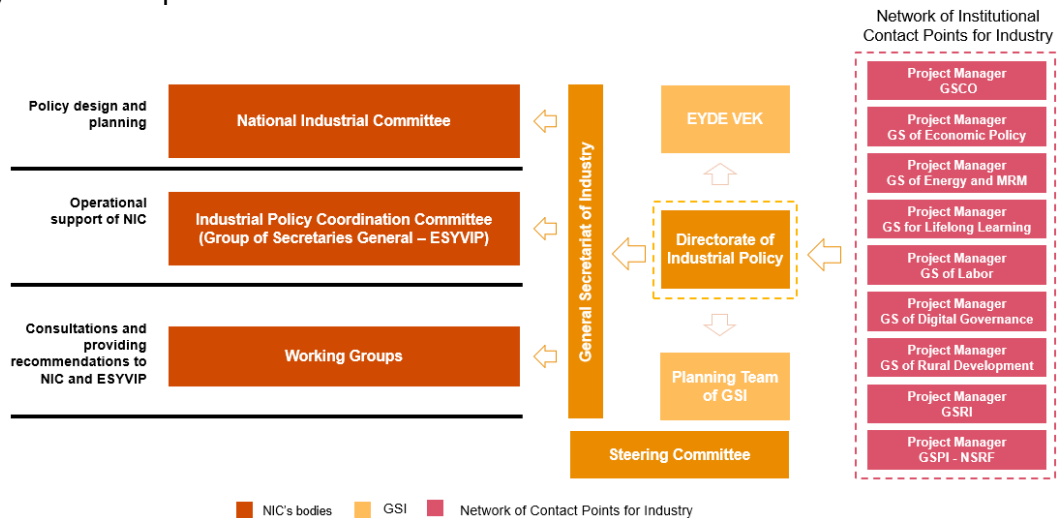 Network of Institutional
Contact Points for Industry
Policy design and
planning
National Industrial Committee
Operational
support of NIC
Industrial Policy Coordination Committee
(Group of Secretaries General – ESYVIP)
Consultations and
providing
recommendations to
NIC and ESYVIP
Working Groups
General Secretariat of Industry
EYDE VEK
Directorate of
Industrial Policy
Planning Team
of GSI
Steering Committee
Project Manager
GSCO
Project Manager
GS of Economic Policy
Project Manager
GS of Energy and MRM
Project Manager
GS for Lifelong Learning
Project Manager
GS of Labor
Project Manager
GS of Digital Governance
Project Manager
GS of Rural Development
Project Manager
GSRI
Project Manager
GSPI - NSRF
NIC's bodies
GSI
Network of Contact Points for Industry